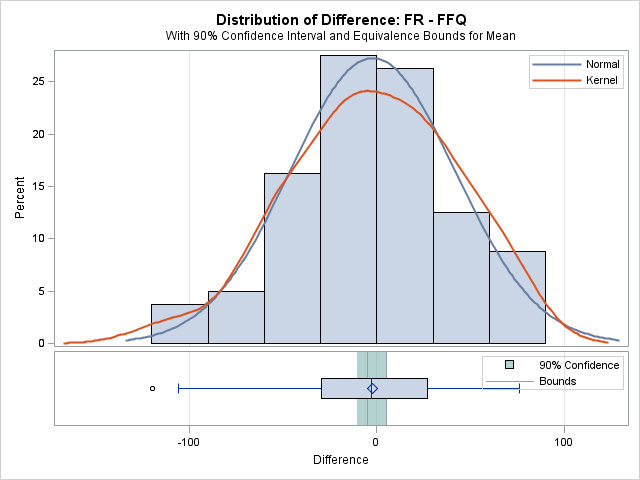 Distribution of Difference: FR - FFQ
With 90% Confidence Interval and Equivalence Bounds for Mean
Normal
Kernel
Percent
25
20
15
10
5
0
90% Confidence
Bounds
-100
0
100
Difference